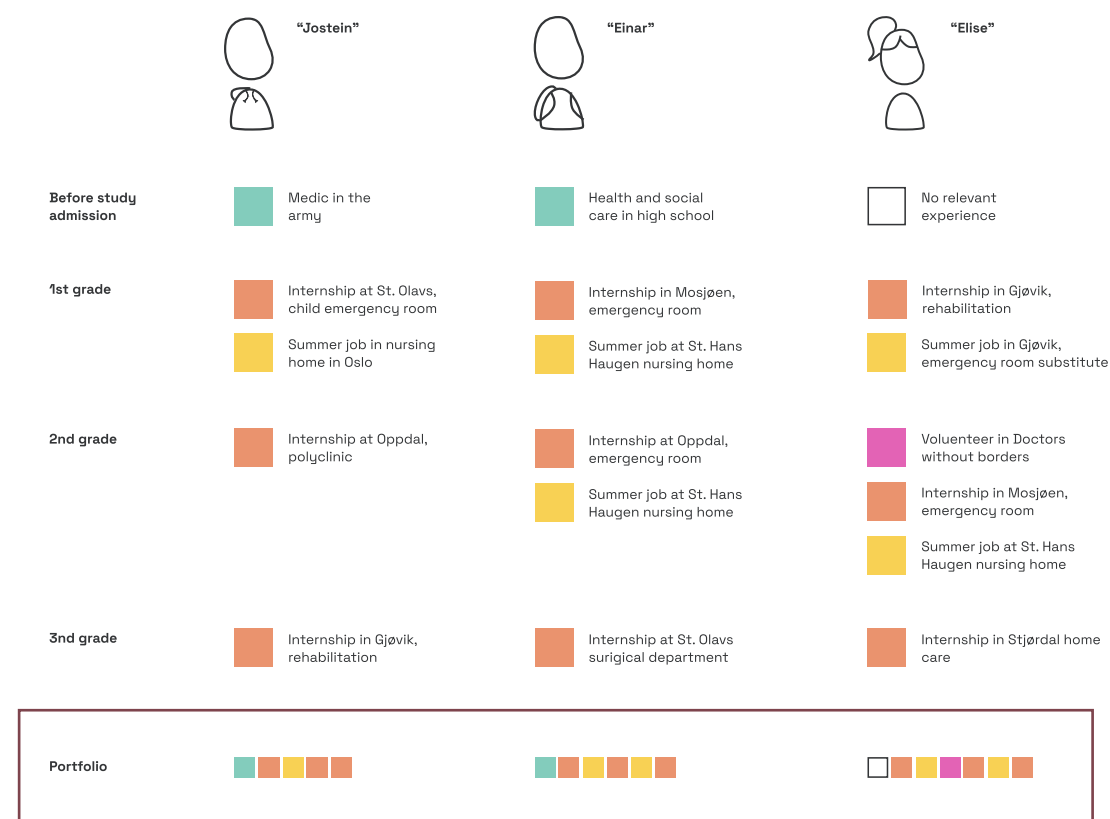 “Jostein”
“Einar”
“Elise”
Before study
admission
Medic in the
army
Health and social
care in high school
No relevant
experience
1st grade
Internship at St. Olavs,
child emergency room
Summer job in nursing
home in Oslo
Internship in Mosjøen,
emergency room
Summer job at St. Hans
Haugen nursing home
Internship in Gjøvik,
rehabilitation
Summer job in Gjøvik,
emergency room substitute
2nd grade
Internship at Oppdal,
polyclinic
Internship at Oppdal,
emergency room
Summer job at St. Hans
Haugen nursing home
Voluenteer in Doctors
without borders
Internship in Mosjøen,
emergency room
Summer job at St. Hans
Haugen nursing home
3nd grade
Internship in Gjøvik,
rehabilitation
Internship at St. Olavs
surigical department
Internship in Stjørdal home
care
Portfolio